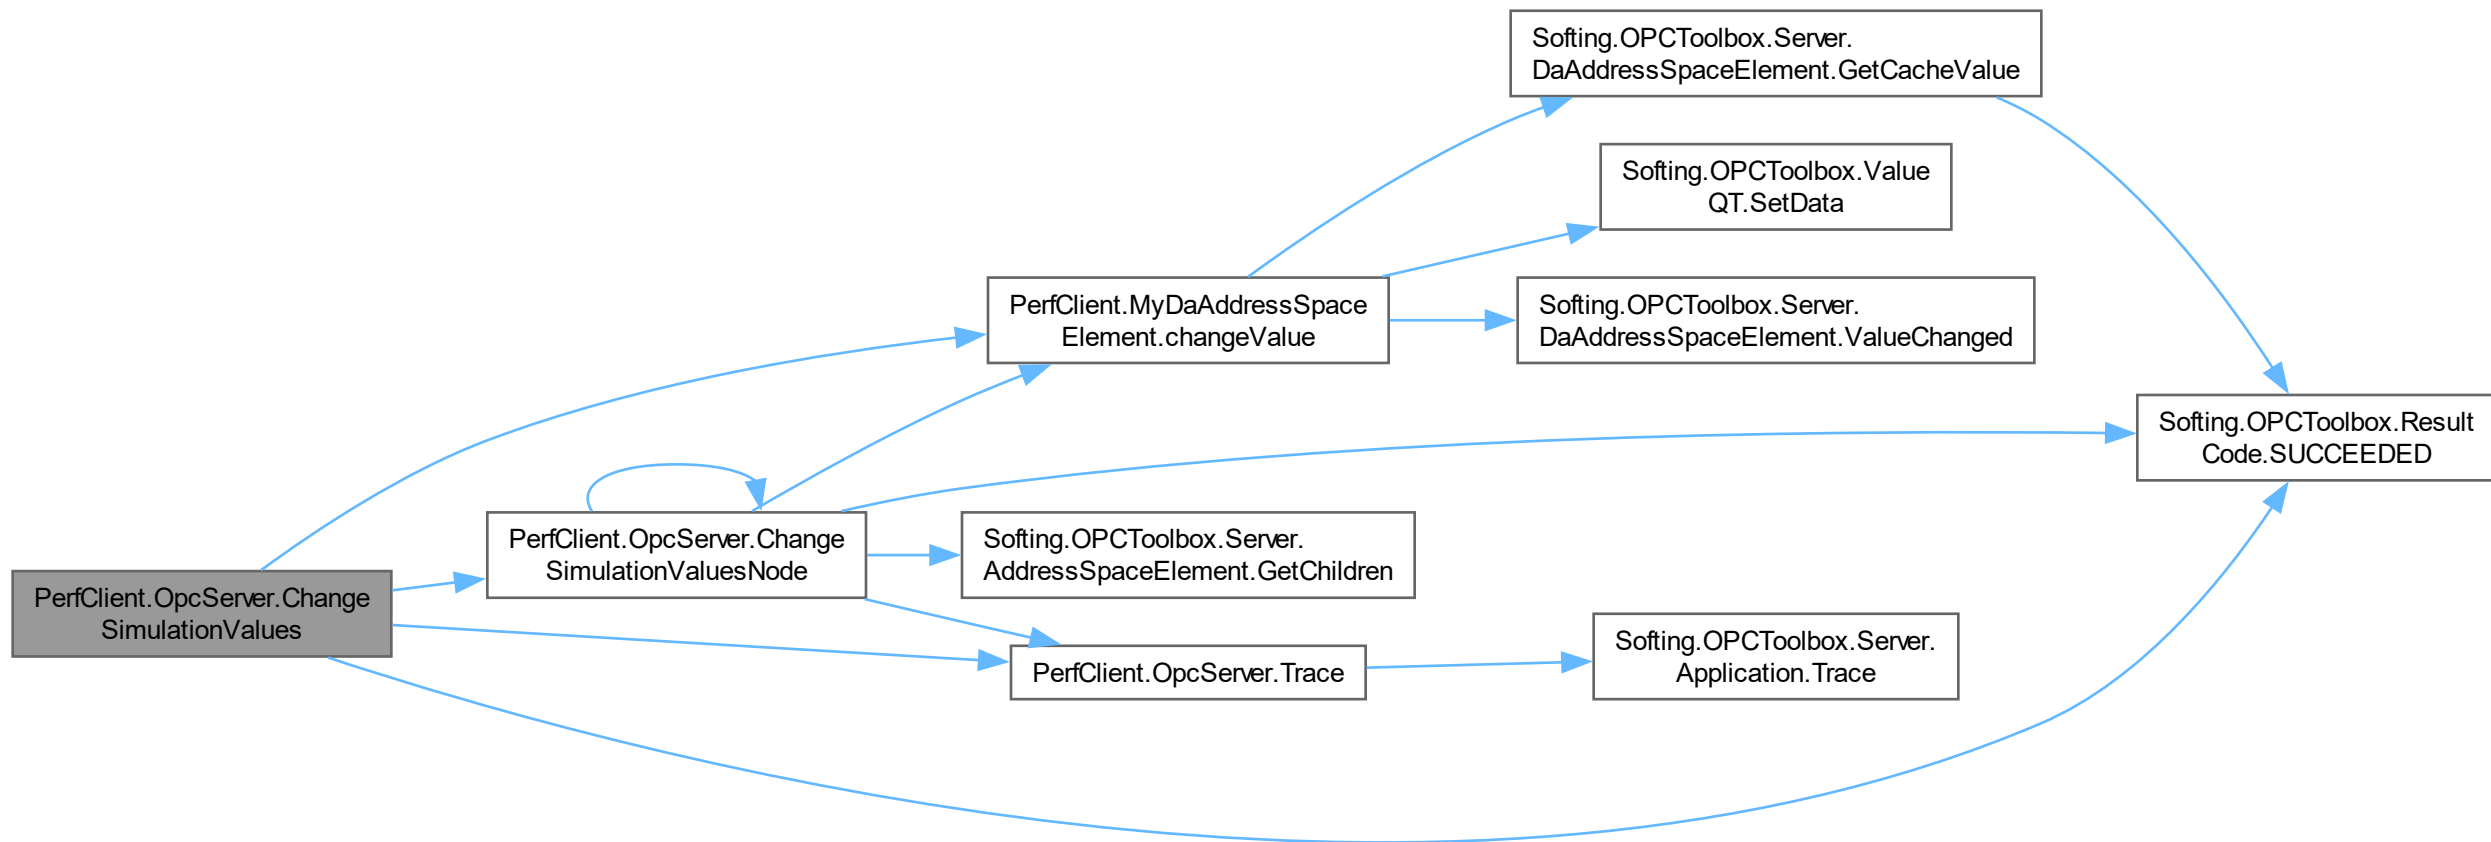 Softing.OPCToolbox.Server.
DaAddressSpaceElement.GetCacheValue
Softing.OPCToolbox.Value
QT.SetData
PerfClient.MyDaAddressSpace
Element.changeValue
Softing.OPCToolbox.Server.
DaAddressSpaceElement.ValueChanged
Softing.OPCToolbox.Result
Code.SUCCEEDED
PerfClient.OpcServer.Change
SimulationValuesNode
Softing.OPCToolbox.Server.
AddressSpaceElement.GetChildren
PerfClient.OpcServer.Change
SimulationValues
PerfClient.OpcServer.Trace
Softing.OPCToolbox.Server.
Application.Trace